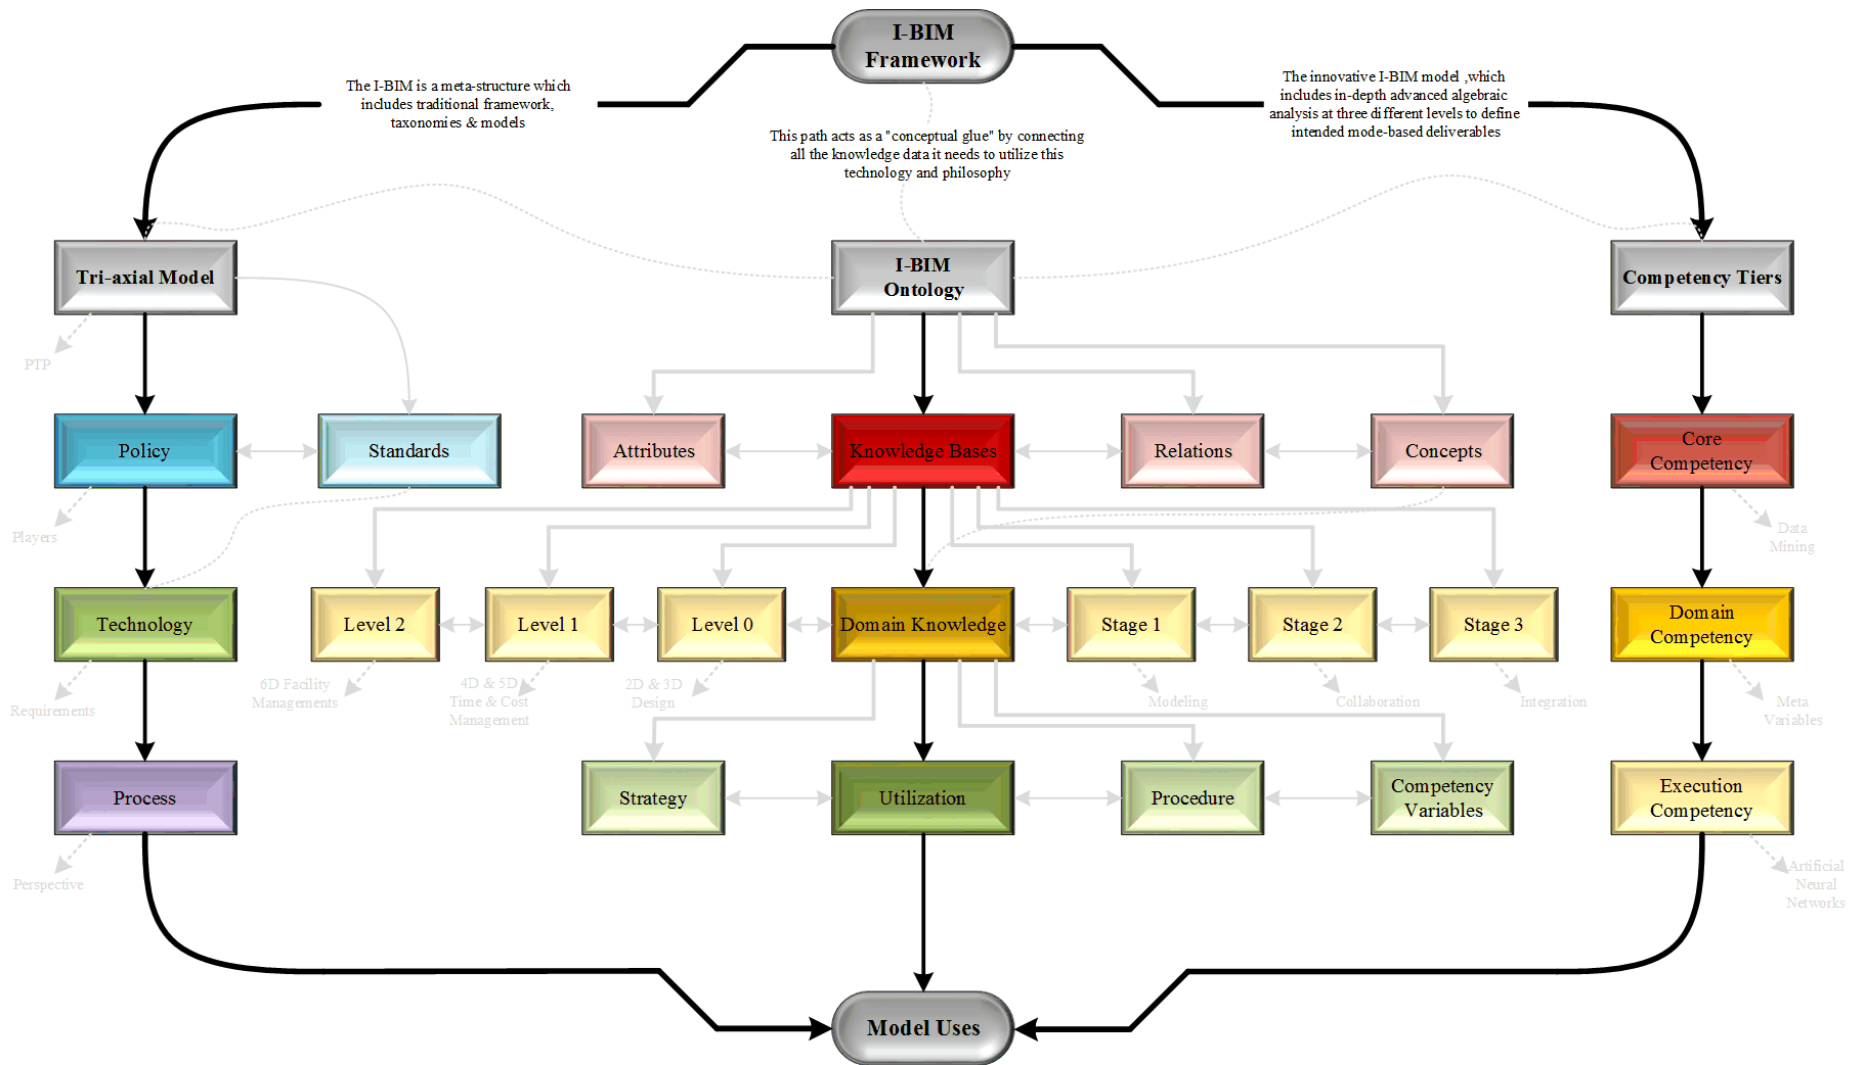 I-BIM
Framework
The I-BIM is a meta-structure which
includes traditional framework,
taxonomies & models
This path acts as a "conceptual glue" by connecting
all the knowledge data it needs to utilize this
technology and philosophy
The innovative I-BIM model ,which
includes in-depth advanced algebraic
analysis at three different levels to define
intended mode-based deliverables
Tri-axial Model
I-BIM
Ontology
Competency Tiers
PTP
Policy
Standards
Attributes
Knowledge Bases
Relations
Concepts
Core
Competency
Players
Data
Mining
Technology
Level 2
Level 1
Level 0
Domain Knowledge
Stage 1
Stage 2
Stage 3
Domain
Competency
Requirements
6D Facility
Managements
4D & 5D
Time & Cost
Management
2D & 3D
Design
Modeling
Collaboration
Integration
Meta
Variables
Process
Strategy
Utilization
Procedure
Competency
Variables
Execution
Competency
Perspective
Artificial
Neural
Networks
Model Uses